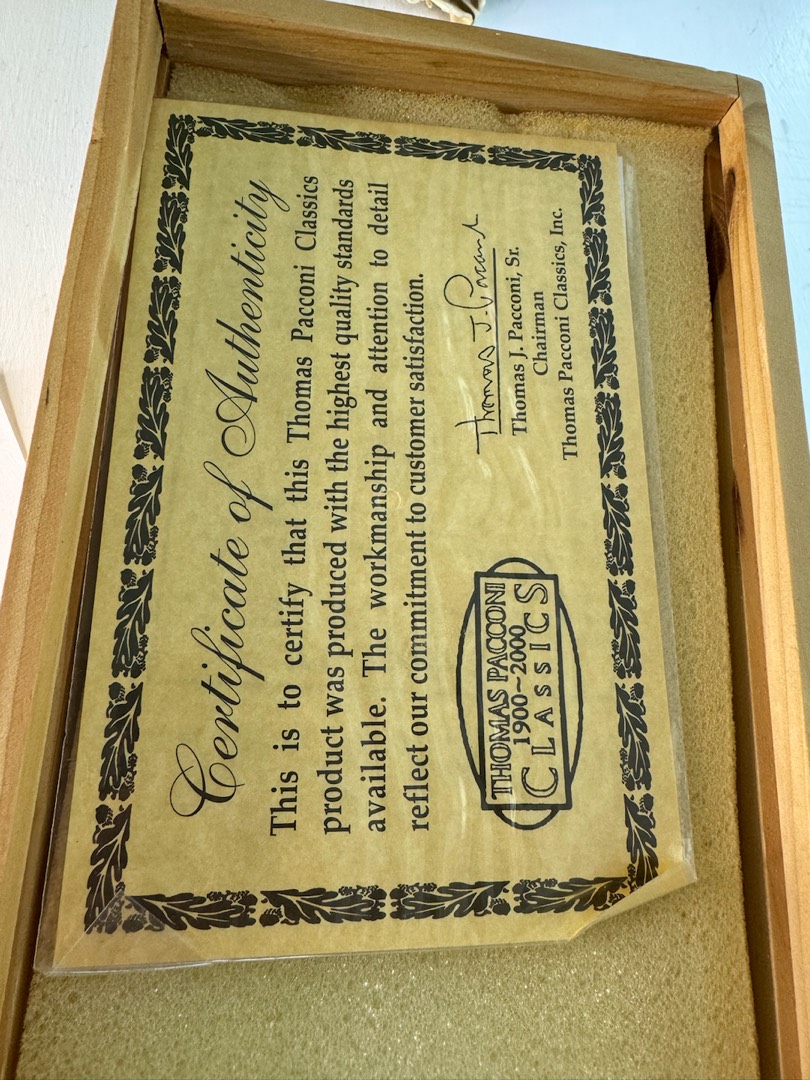 Certificate of Authenticity
This is to certify that this Thomas Pacconi Classics
product was produced with the highest quality standards
available. The workmanship and attention to detail
reflect our commitment to customer satisfaction.
THOMAS PACCONI
1900~2000
CLASSICS
Thomas J. Pacconi
Thomas J. Pacconi, Sr.
Chairman
Thomas Pacconi Classics, Inc.